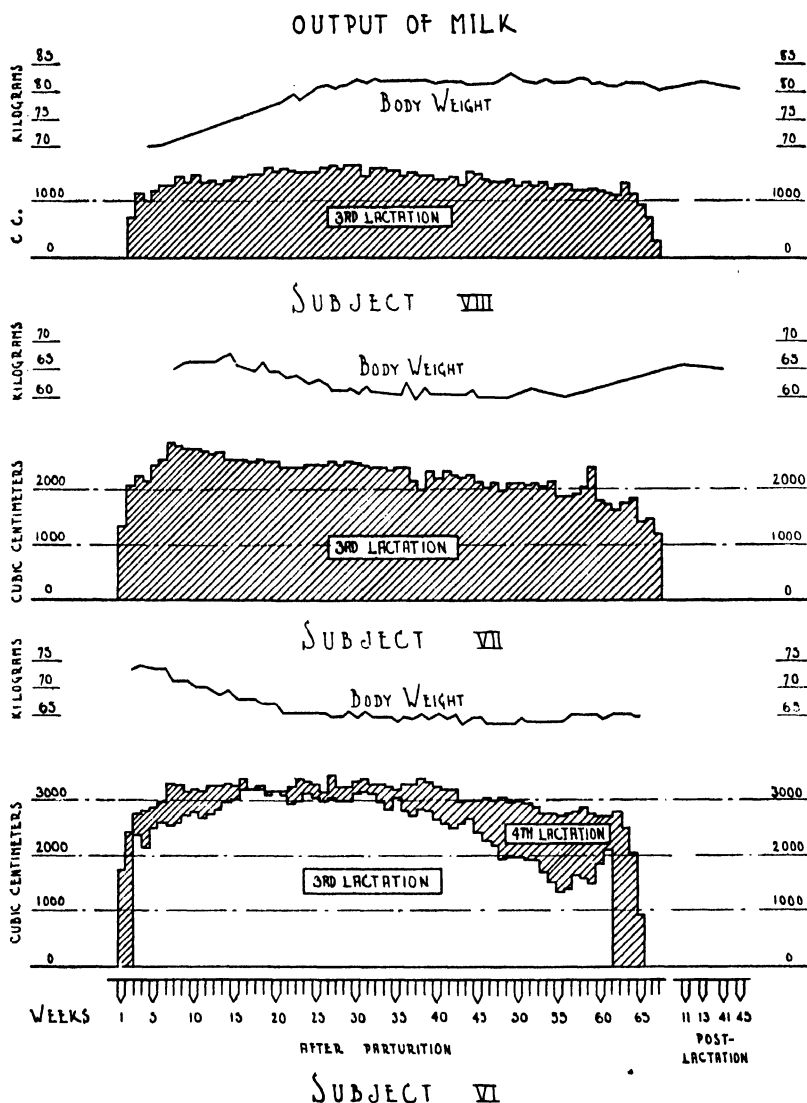 OUTPUT OF MILK
KILOGRAMS
85 85
80 80
BODY WEIGHT
75 75
70 70
C C.
1000 1000
3RD LACTATION
0 0
SUBJECT VIII
KILOGRAMS
70 70
65 65
BODY WEIGHT
60 60
CUBIC CENTIMETERS
2000 2000
1000 1000
3RD LACTATION
0 0
SUBJECT VII
KILOGRAMS
75 75
70 70
BODY WEIGHT
65 65
CUBIC CENTIMETERS
3000 3000
4TH LACTATION
2000 2000
3RD LACTATION
1000 1000
0 0
WEEKS 1 5 10 15 20 25 30 35 40 45 50 55 60 65 11 13 41 45
AFTER PARTURITION
POST-
LACTATION
SUBJECT VI